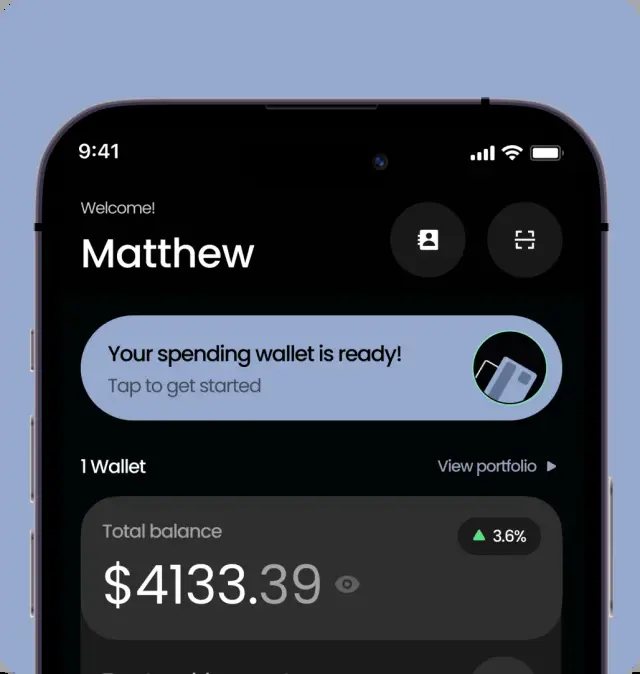 9:41
Welcome!
Matthew
Your spending wallet is ready!
Tap to get started
1 Wallet
View portfolio
Total balance
3.6%
$4133.39